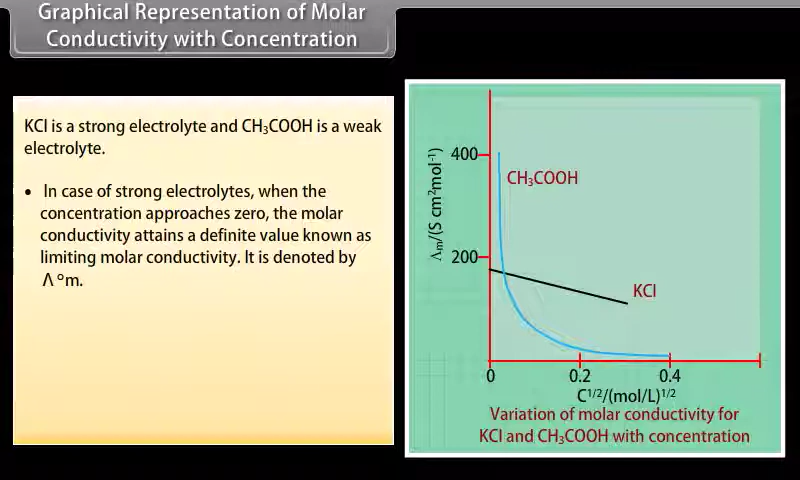 Graphical Representation of Molar
Conductivity with Concentration
KCl is a strong electrolyte and CH₃COOH is a weak
electrolyte.
• In case of strong electrolytes, when the
concentration approaches zero, the molar
conductivity attains a definite value known as
limiting molar conductivity. It is denoted by
Λ°m.
Λₘ/(S cm²mol⁻¹)
400
CH₃COOH
200
KCl
0 0.2 0.4
C¹/²/(mol/L)¹/²
Variation of molar conductivity for
KCl and CH₃COOH with concentration